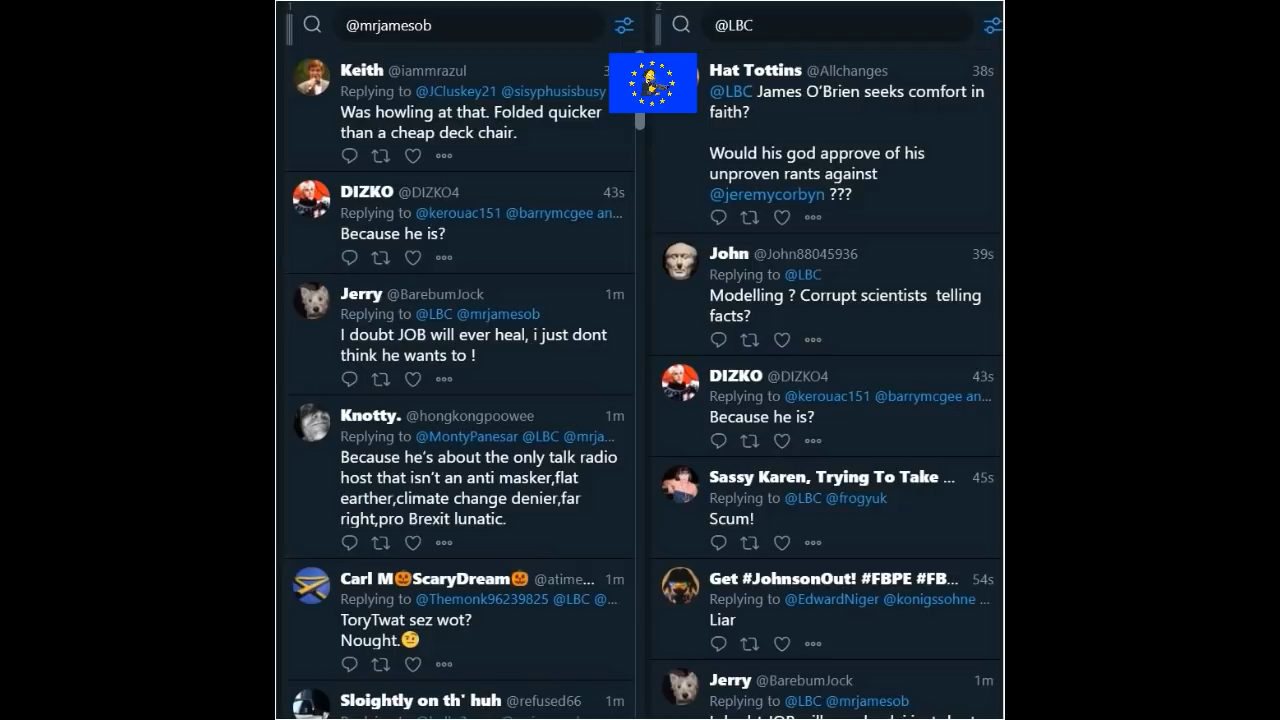 1
@mrjamesob
Keith @iammrazul
Replying to @JCluskey21 @sisyphusisbusy
Was howling at that. Folded quicker
than a cheap deck chair.
DIZKO @DIZKO4 43s
Replying to @kerouac151 @barrymcgee an...
Because he is?
Jerry @BarebumJock 1m
Replying to @LBC @mrjamesob
I doubt JOB will ever heal, i just dont
think he wants to !
Knotty. @hongkongpoowee 1m
Replying to @MontyPanesar @LBC @mrja...
Because he's about the only talk radio
host that isn't an anti masker,flat
earther,climate change denier,far
right,pro Brexit lunatic.
Carl M🎃ScaryDream🎃 @atime... 1m
Replying to @Themonk96239825 @LBC @...
ToryTwat sez wot?
Nought.🤨
Sloightly on th' huh @refused66 1m
2
@LBC
Hat Tottins @Allchanges 38s
@LBC James O'Brien seeks comfort in
faith?
Would his god approve of his
unproven rants against
@jeremycorbyn ???
John @John88045936 39s
Replying to @LBC
Modelling ? Corrupt scientists telling
facts?
DIZKO @DIZKO4 43s
Replying to @kerouac151 @barrymcgee an...
Because he is?
Sassy Karen, Trying To Take ... 45s
Replying to @LBC @frogyuk
Scum!
Get #JohnsonOut! #FBPE #FB... 54s
Replying to @EdwardNiger @konigssohne ...
Liar
Jerry @BarebumJock 1m
Replying to @LBC @mrjamesob